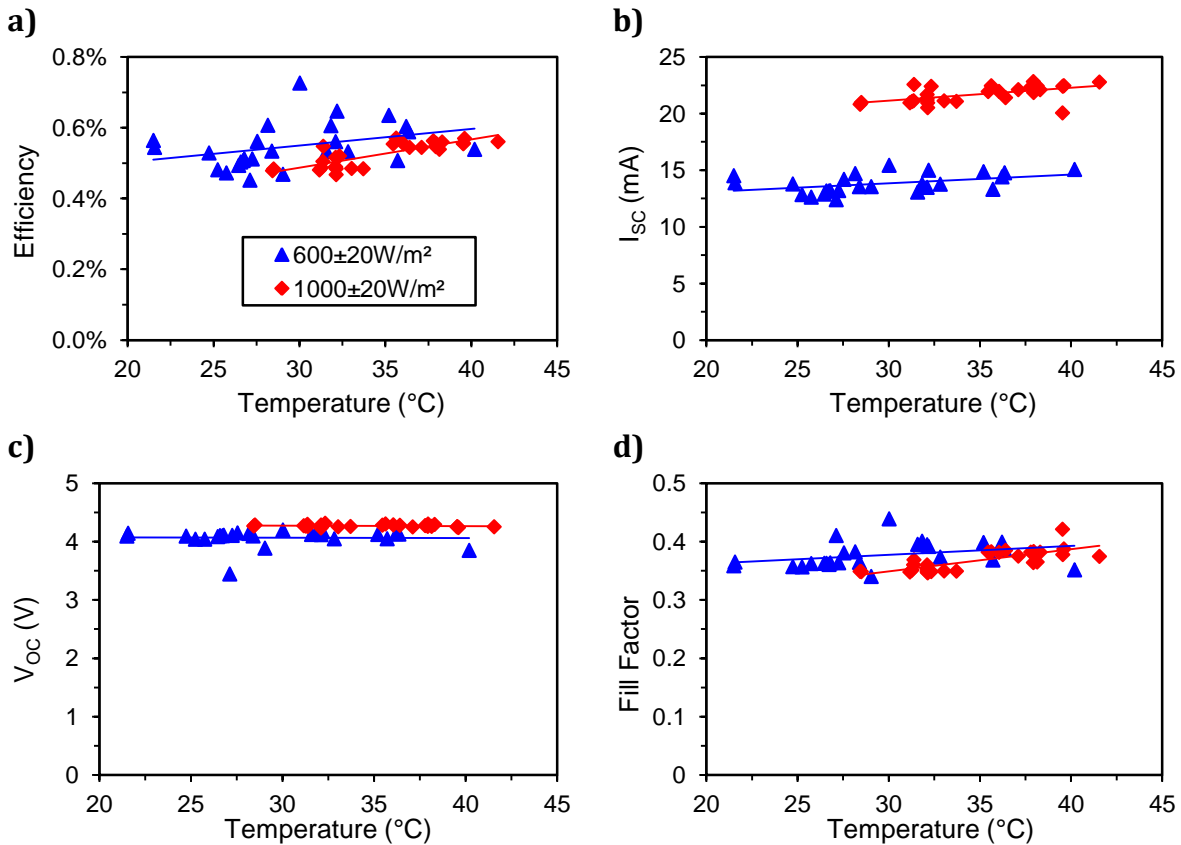 a)
0.8%
0.6%
0.4%
0.2%
0.0%
Efficiency
600±20W/m²
1000±20W/m²
20 25 30 35 40 45
Temperature (°C)
b)
25
20
15
10
5
0
I_SC (mA)
20 25 30 35 40 45
Temperature (°C)
c)
5
4
3
2
1
0
V_OC (V)
20 25 30 35 40 45
Temperature (°C)
d)
0.5
0.4
0.3
0.2
0.1
0
Fill Factor
20 25 30 35 40 45
Temperature (°C)